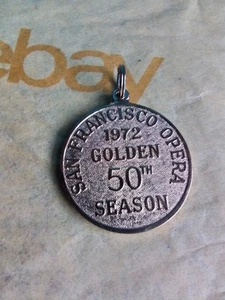 ebay
SAN FRANCISCO OPERA
1972
GOLDEN
50TH
SEASON